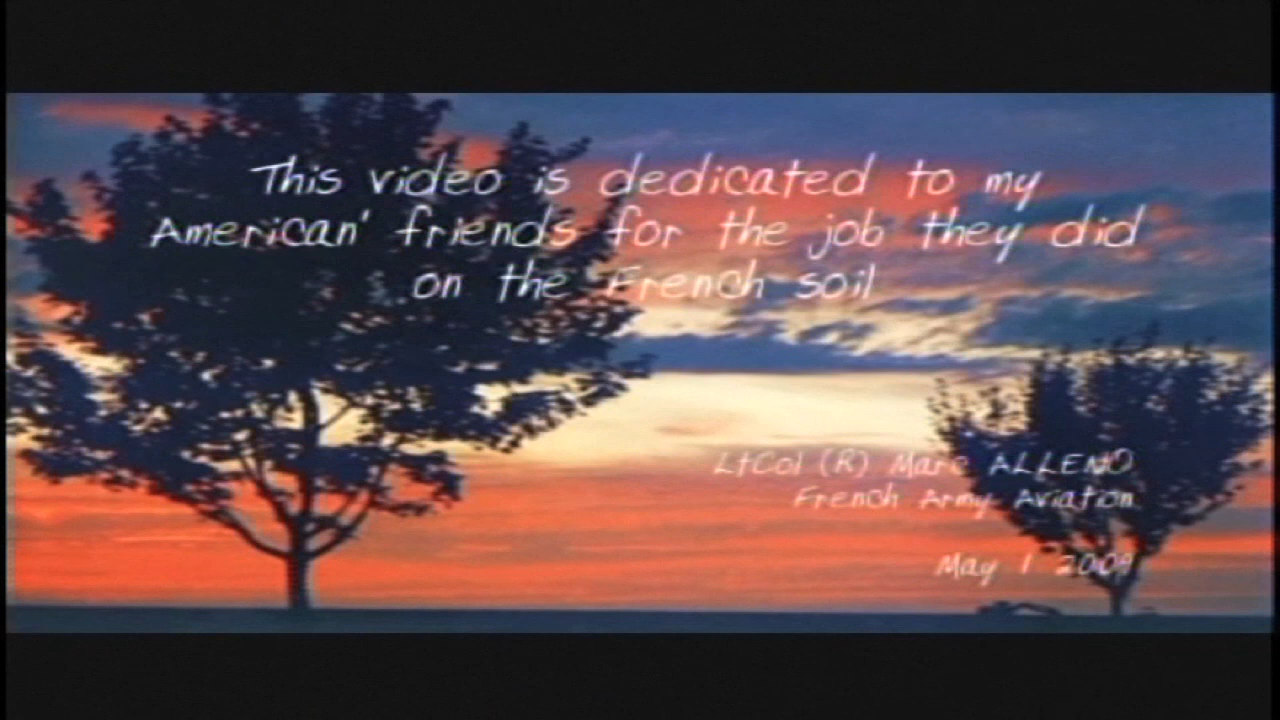 This video is dedicated to my
American' friends for the job they did
on the French soil
LtCol (R) Marc ALLENO
French Army Aviation
May 1 2009